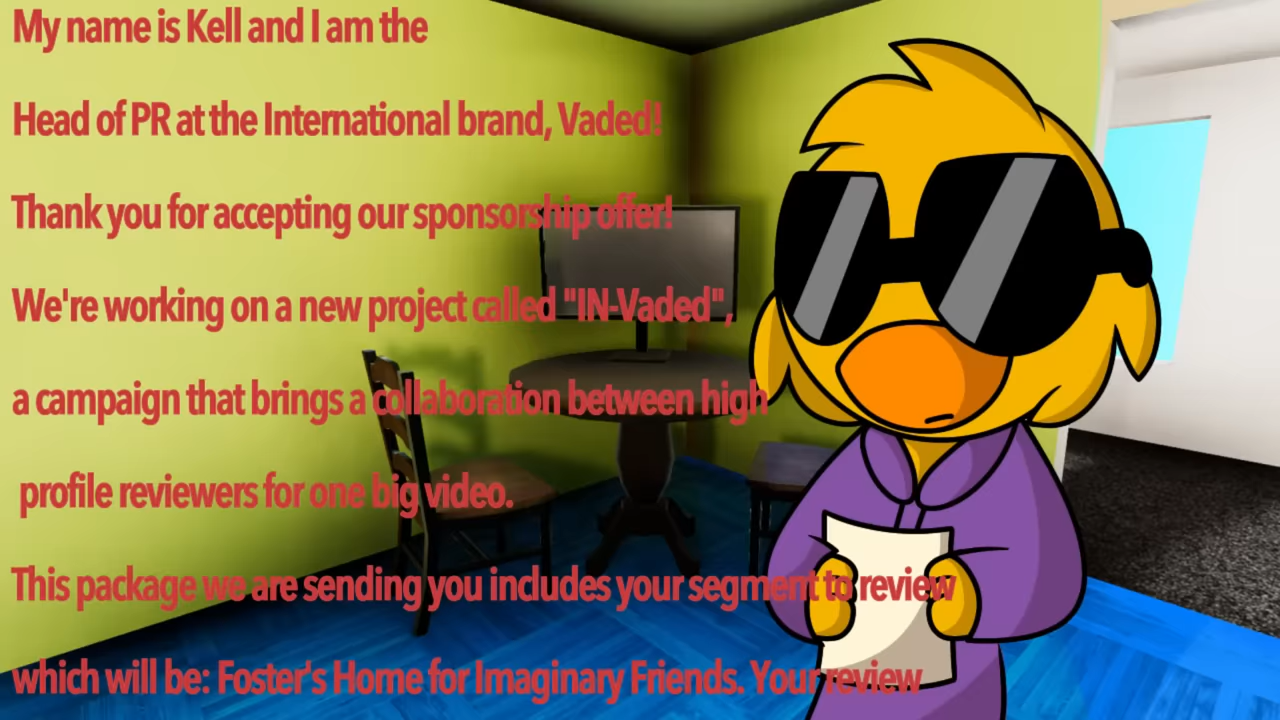 My name is Kell and I am the
Head of PR at the International brand, Vaded!
Thank you for accepting our sponsorship offer!
We're working on a new project called "IN-Vaded",
a campaign that brings a collaboration between high
profile reviewers for one big video.
This package we are sending you includes your segment to review
which will be: Foster's Home for Imaginary Friends. Your review